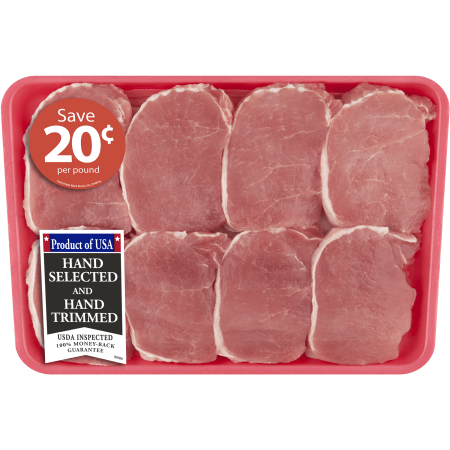 Save
20¢
per pound
Product of USA
HAND
SELECTED
AND
HAND
TRIMMED
USDA INSPECTED
100% MONEY-BACK
GUARANTEE